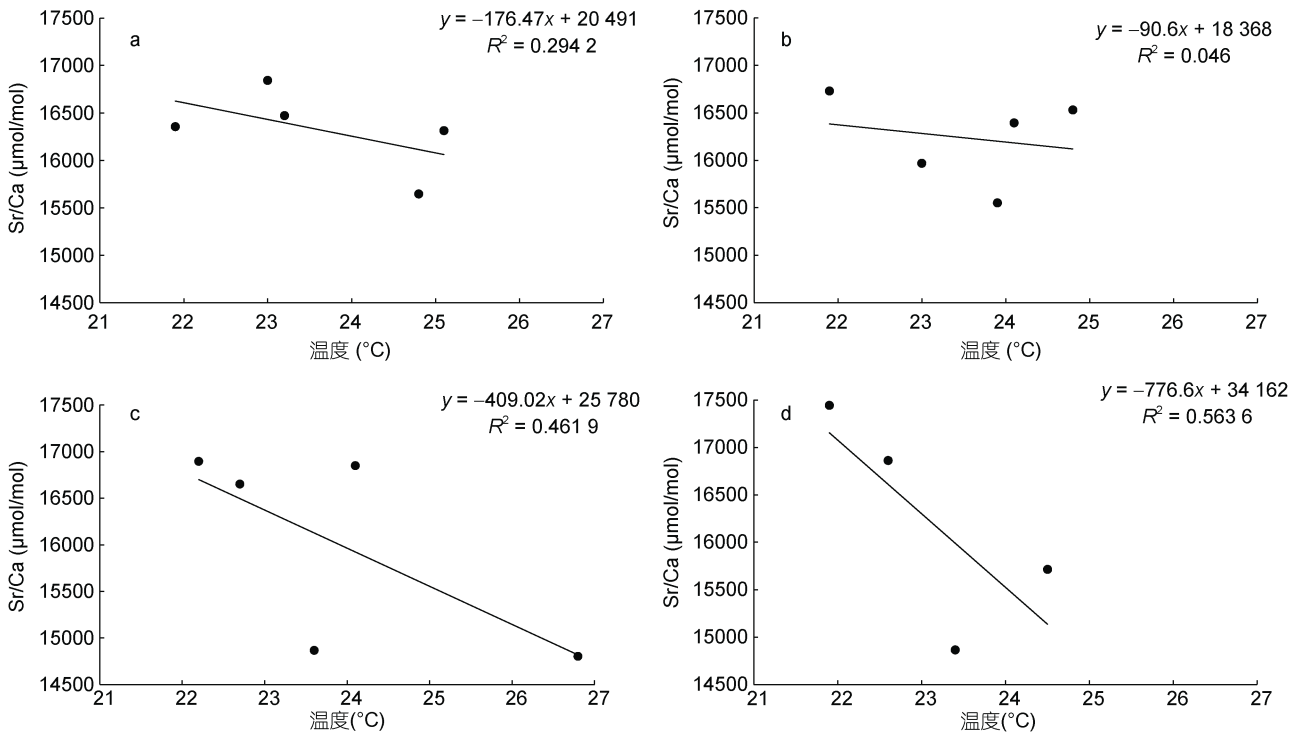 a
y = −176.47x + 20 491
R² = 0.294 2
Sr/Ca (μmol/mol)
17500
17000
16500
16000
15500
15000
14500
21 22 23 24 25 26 27
温度 (°C)
b
y = −90.6x + 18 368
R² = 0.046
Sr/Ca (μmol/mol)
17500
17000
16500
16000
15500
15000
14500
21 22 23 24 25 26 27
温度 (°C)
c
y = −409.02x + 25 780
R² = 0.461 9
Sr/Ca (μmol/mol)
17500
17000
16500
16000
15500
15000
14500
21 22 23 24 25 26 27
温度(°C)
d
y = −776.6x + 34 162
R² = 0.563 6
Sr/Ca (μmol/mol)
17500
17000
16500
16000
15500
15000
14500
21 22 23 24 25 26 27
温度(°C)